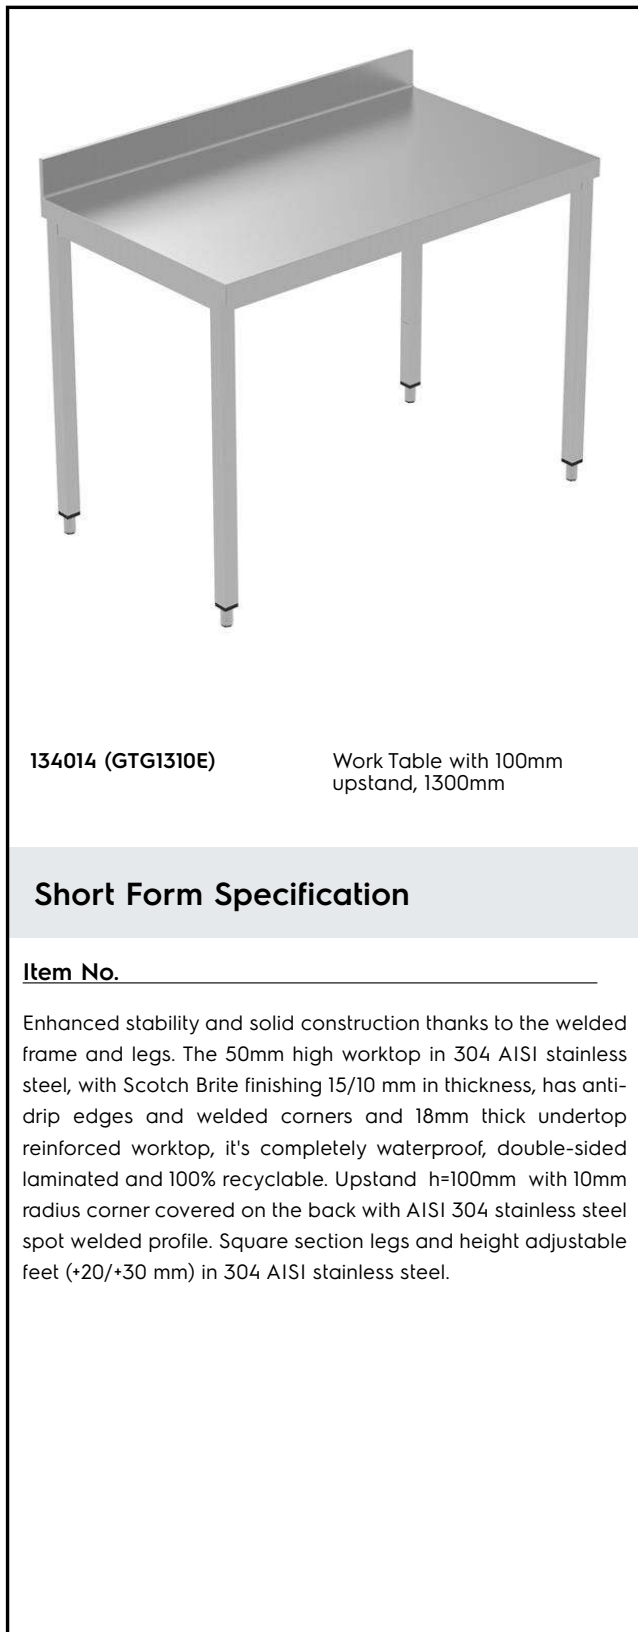 134014 (GTG1310E)
Work Table with 100mm
upstand, 1300mm
Short Form Specification
Item No.
Enhanced stability and solid construction thanks to the welded
frame and legs. The 50mm high worktop in 304 AISI stainless
steel, with Scotch Brite finishing 15/10 mm in thickness, has anti-
drip edges and welded corners and 18mm thick undertop
reinforced worktop, it's completely waterproof, double-sided
laminated and 100% recyclable. Upstand h=100mm with 10mm
radius corner covered on the back with AISI 304 stainless steel
spot welded profile. Square section legs and height adjustable
feet (+20/+30 mm) in 304 AISI stainless steel.